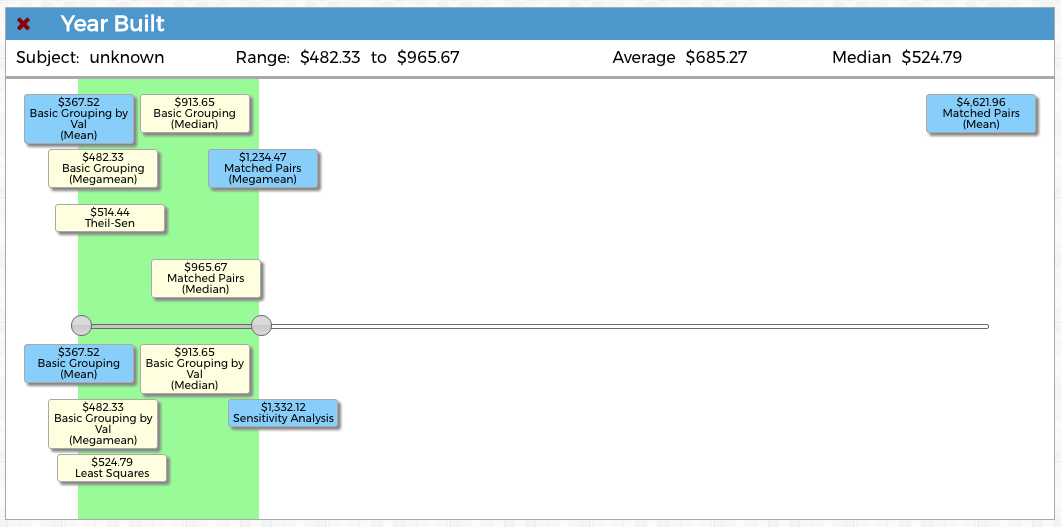 Year Built
Subject: unknown Range: $482.33 to $965.67 Average $685.27 Median $524.79
$367.52
Basic Grouping by
Val
(Mean)
$913.65
Basic Grouping
(Median)
$4,621.96
Matched Pairs
(Mean)
$482.33
Basic Grouping
(Megamean)
$1,234.47
Matched Pairs
(Megamean)
$514.44
Theil-Sen
$965.67
Matched Pairs
(Median)
$367.52
Basic Grouping
(Mean)
$913.65
Basic Grouping by
Val
(Median)
$482.33
Basic Grouping by
Val
(Megamean)
$1,332.12
Sensitivity Analysis
$524.79
Least Squares